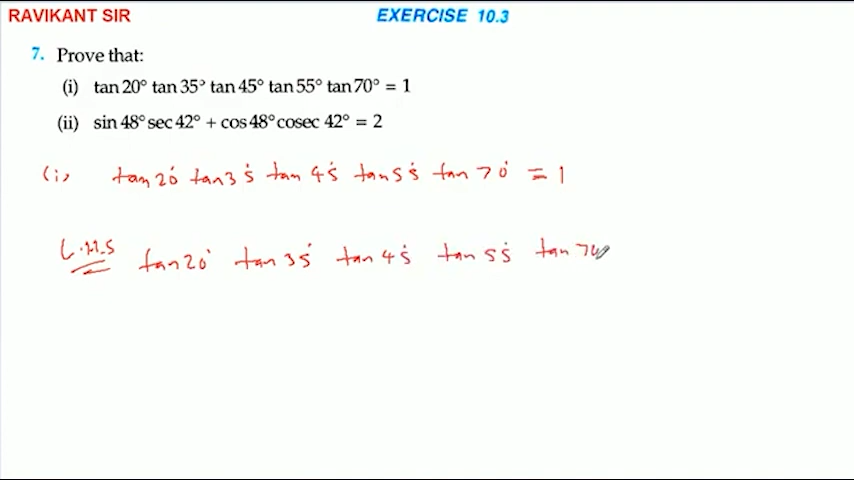 RAVIKANT SIR
EXERCISE 10.3
7. Prove that:
(i) tan 20° tan 35° tan 45° tan 55° tan 70° = 1
(ii) sin 48° sec 42° + cos 48° cosec 42° = 2
(i) tan 20° tan 35° tan 45° tan 55° tan 70° = 1
L.H.S tan 20° tan 35° tan 45° tan 55° tan 70